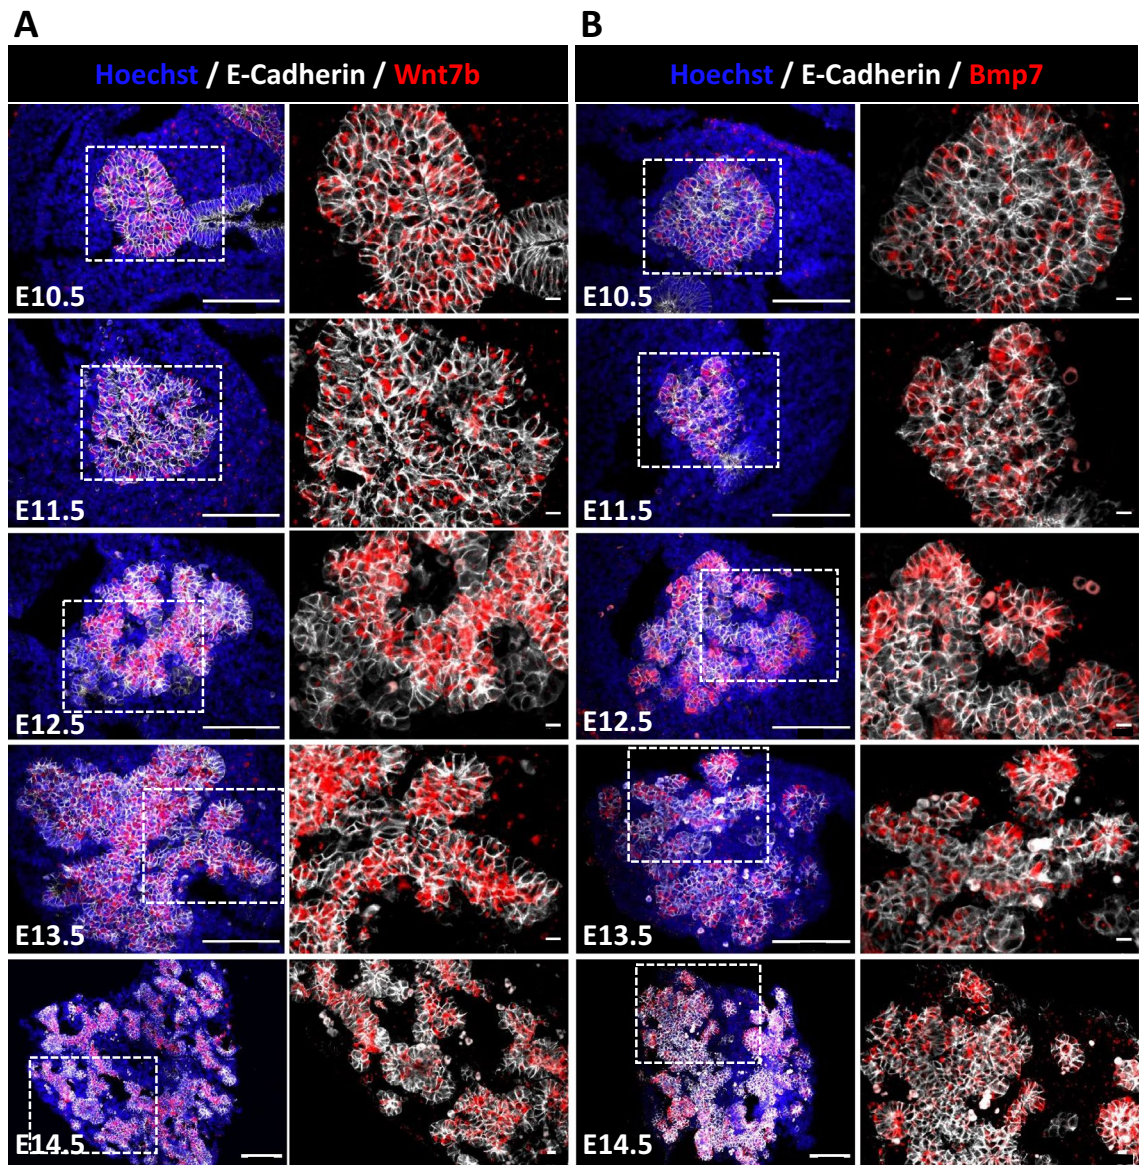 A
B
Hoechst / E-Cadherin / Wnt7b
Hoechst / E-Cadherin / Bmp7
E10.5
E10.5
E11.5
E11.5
E12.5
E12.5
E13.5
E13.5
E14.5
E14.5